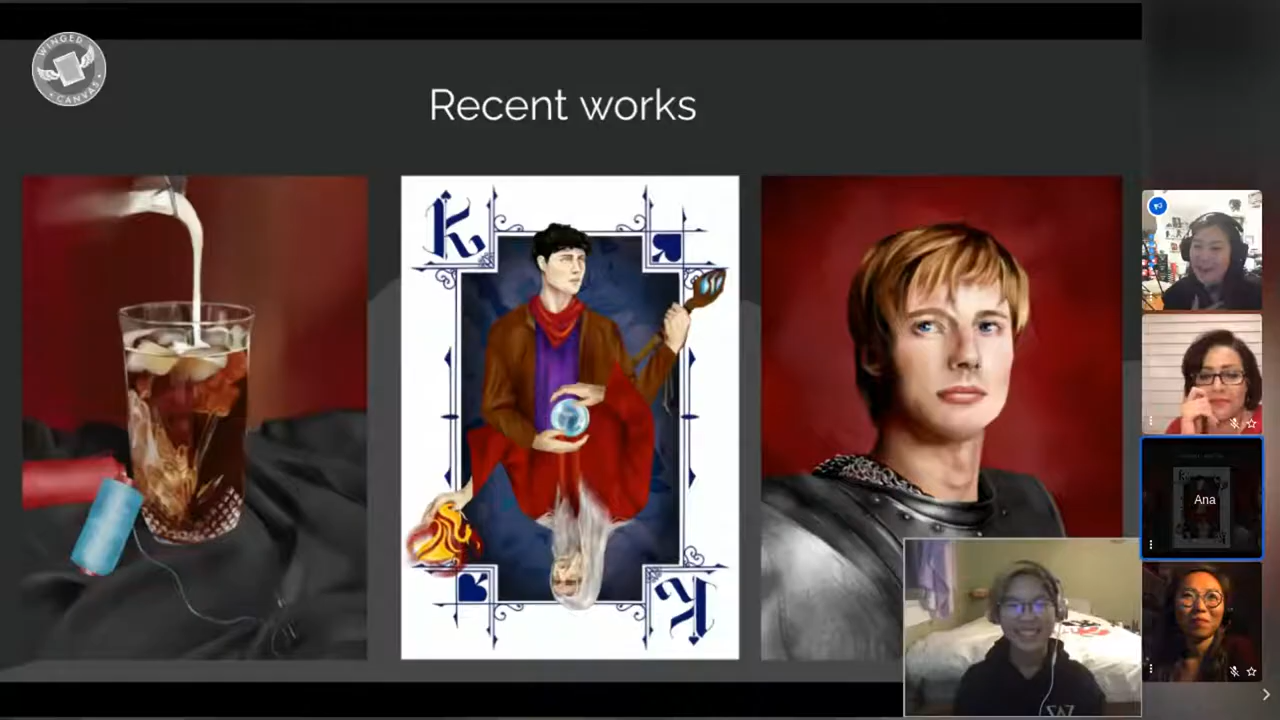 WINGED
CANVAS
Recent works
K
Ana
K